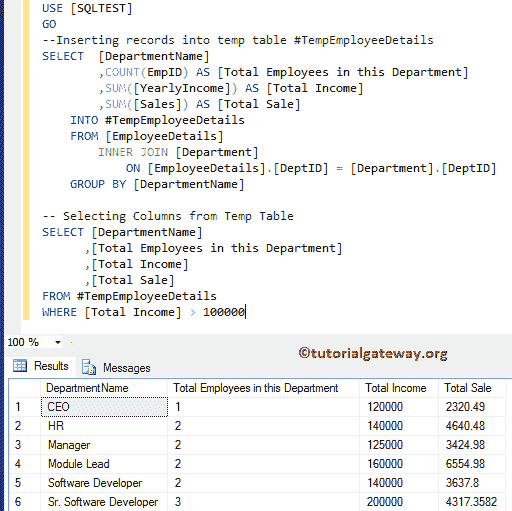 USE [SQLTEST]
GO
--Inserting records into temp table #TempEmployeeDetails
SELECT  [DepartmentName]
,COUNT(EmpID) AS [Total Employees in this Department]
,SUM([YearlyIncome]) AS [Total Income]
,SUM([Sales]) AS [Total Sale]
INTO #TempEmployeeDetails
FROM [EmployeeDetails]
INNER JOIN [Department]
ON [EmployeeDetails].[DeptID] = [Department].[DeptID]
GROUP BY [DepartmentName]
-- Selecting Columns from Temp Table
SELECT [DepartmentName]
,[Total Employees in this Department]
,[Total Income]
,[Total Sale]
FROM #TempEmployeeDetails
WHERE [Total Income] > 100000
100 %
©tutorialgateway.org
Results Messages
DepartmentName Total Employees in this Department Total Income Total Sale
1 CEO 1 120000 2320.49
2 HR 2 140000 4640.48
3 Manager 2 125000 3424.98
4 Module Lead 2 160000 6554.98
5 Software Developer 2 140000 3637.8
6 Sr. Software Developer 3 200000 4317.3582